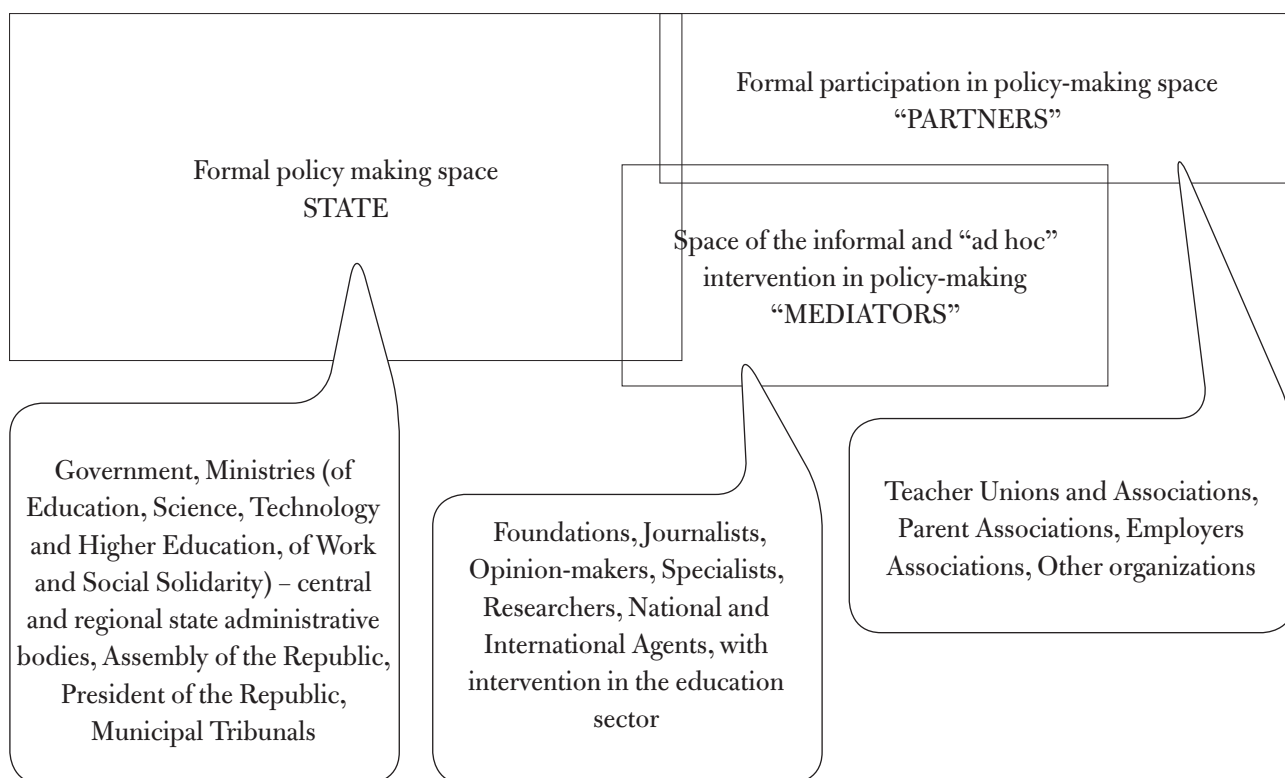 Formal policy making space
STATE
Formal participation in policy-making space
“PARTNERS”
Space of the informal and “ad hoc”
intervention in policy-making
“MEDIATORS”
Government, Ministries (of
Education, Science, Technology
and Higher Education, of Work
and Social Solidarity) – central
and regional state administrative
bodies, Assembly of the Republic,
President of the Republic,
Municipal Tribunals
Foundations, Journalists,
Opinion-makers, Specialists,
Researchers, National and
International Agents, with
intervention in the education
sector
Teacher Unions and Associations,
Parent Associations, Employers
Associations, Other organizations